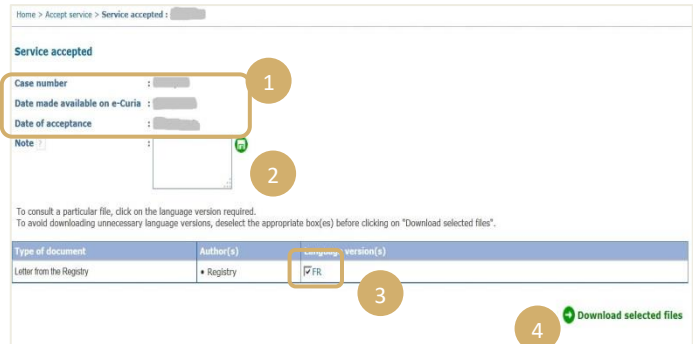 Home > Accept service > Service accepted :
Service accepted
Case number :
1
Date made available on e-Curia :
Date of acceptance :
Note ? :
2
To consult a particular file, click on the language version required.
To avoid downloading unnecessary language versions, deselect the appropriate box(es) before clicking on "Download selected files".
Type of document Author(s) Language version(s)
Letter from the Registry • Registry FR
3
Download selected files
4